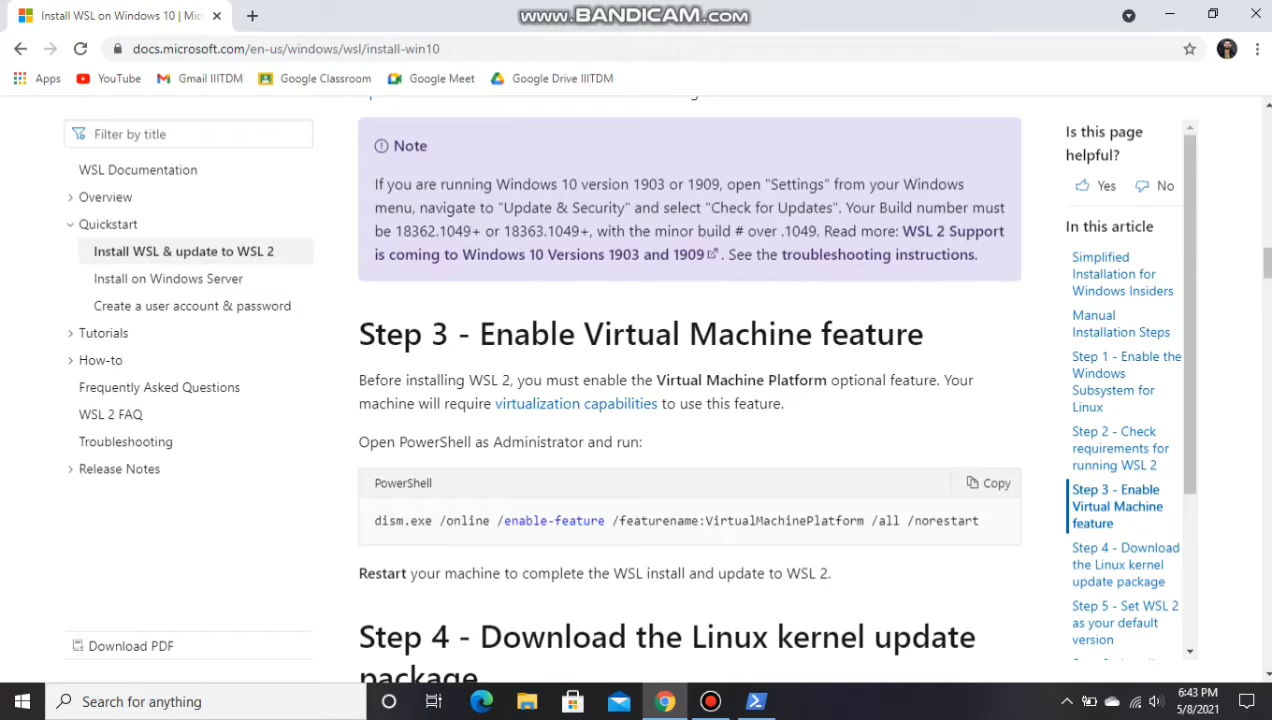 Install WSL on Windows 10 | Mic
www.BANDICAM.com
docs.microsoft.com/en-us/windows/wsl/install-win10
Apps
YouTube
Gmail IIITDM
Google Classroom
Google Meet
Google Drive IIITDM
Filter by title
WSL Documentation
Overview
Quickstart
Install WSL & update to WSL 2
Install on Windows Server
Create a user account & password
Tutorials
How-to
Frequently Asked Questions
WSL 2 FAQ
Troubleshooting
Release Notes
Download PDF
Note
If you are running Windows 10 version 1903 or 1909, open "Settings" from your Windows
menu, navigate to "Update & Security" and select "Check for Updates". Your Build number must
be 18362.1049+ or 18363.1049+, with the minor build # over .1049. Read more: WSL 2 Support
is coming to Windows 10 Versions 1903 and 1909. See the troubleshooting instructions.
Step 3 - Enable Virtual Machine feature
Before installing WSL 2, you must enable the Virtual Machine Platform optional feature. Your
machine will require virtualization capabilities to use this feature.
Open PowerShell as Administrator and run:
PowerShell
Copy
dism.exe /online /enable-feature /featurename:VirtualMachinePlatform /all /norestart
Restart your machine to complete the WSL install and update to WSL 2.
Step 4 - Download the Linux kernel update
package
Is this page
helpful?
Yes
No
In this article
Simplified
Installation for
Windows Insiders
Manual
Installation Steps
Step 1 - Enable the
Windows
Subsystem for
Linux
Step 2 - Check
requirements for
running WSL 2
Step 3 - Enable
Virtual Machine
feature
Step 4 - Download
the Linux kernel
update package
Step 5 - Set WSL 2
as your default
version
Search for anything
6:43 PM
5/8/2021